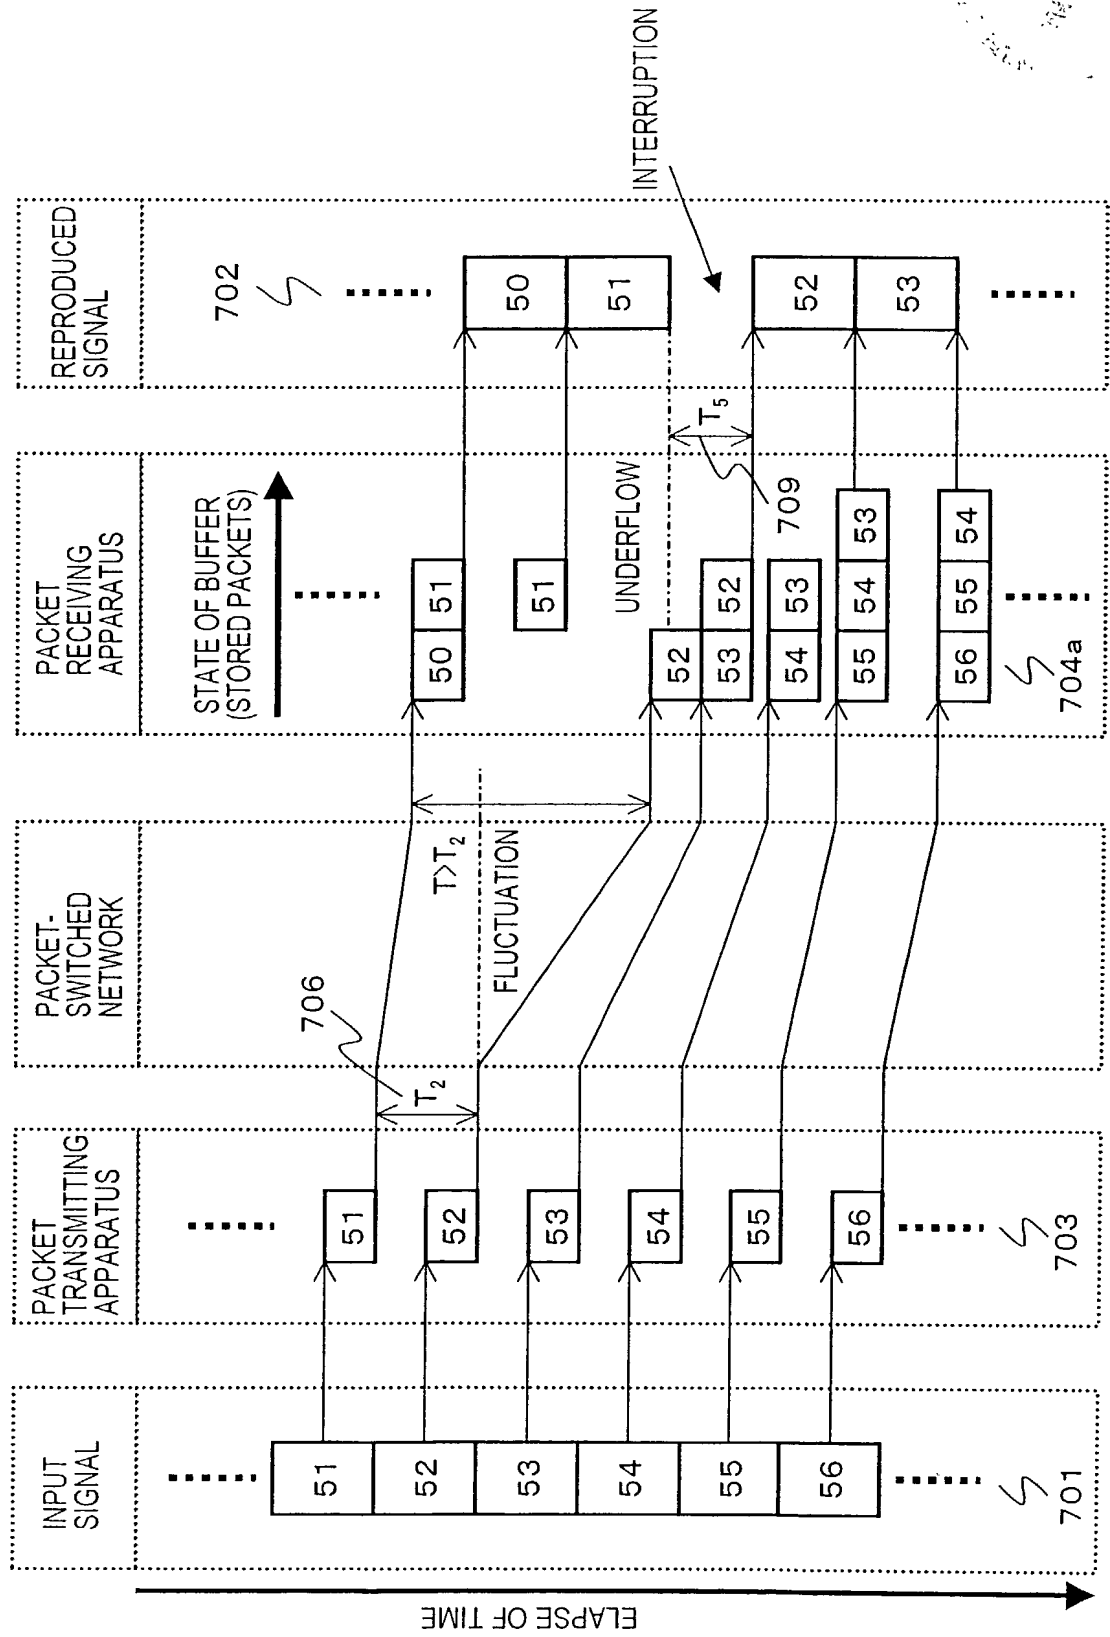 INPUT
SIGNAL
PACKET
TRANSMITTING
APPARATUS
PACKET-
SWITCHED
NETWORK
PACKET
RECEIVING
APPARATUS
REPRODUCED
SIGNAL
ELAPSE OF TIME
51
52
53
54
55
56
701
51
52
53
54
55
56
703
706
T2
T>T2
FLUCTUATION
STATE OF BUFFER
(STORED PACKETS)
50 51
51
UNDERFLOW
52
53 52
54 53
55 54 53
56 55 54
704a
709
T5
702
50
51
INTERRUPTION
52
53